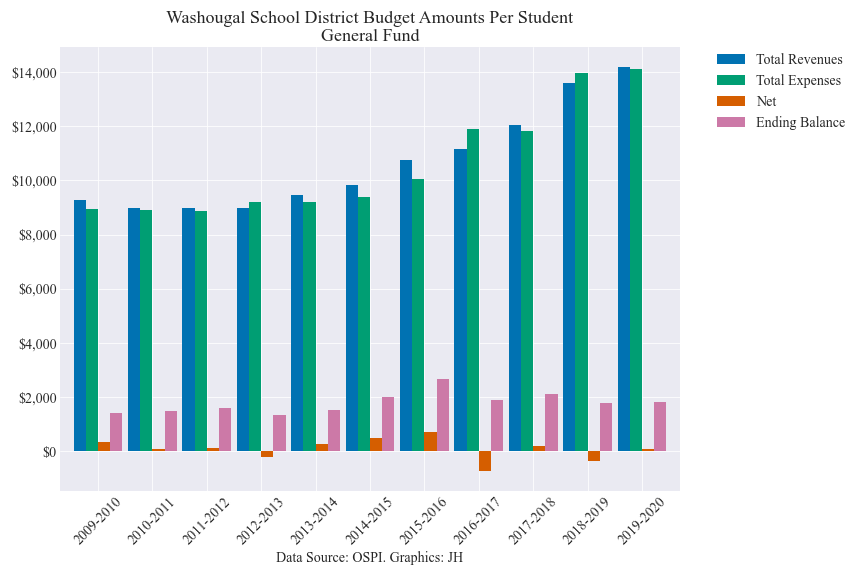 Washougal School District Budget Amounts Per Student
General Fund
Total Revenues
Total Expenses
Net
Ending Balance
$14,000
$12,000
$10,000
$8,000
$6,000
$4,000
$2,000
$0
2009-2010
2010-2011
2011-2012
2012-2013
2013-2014
2014-2015
2015-2016
2016-2017
2017-2018
2018-2019
2019-2020
Data Source: OSPI. Graphics: JH